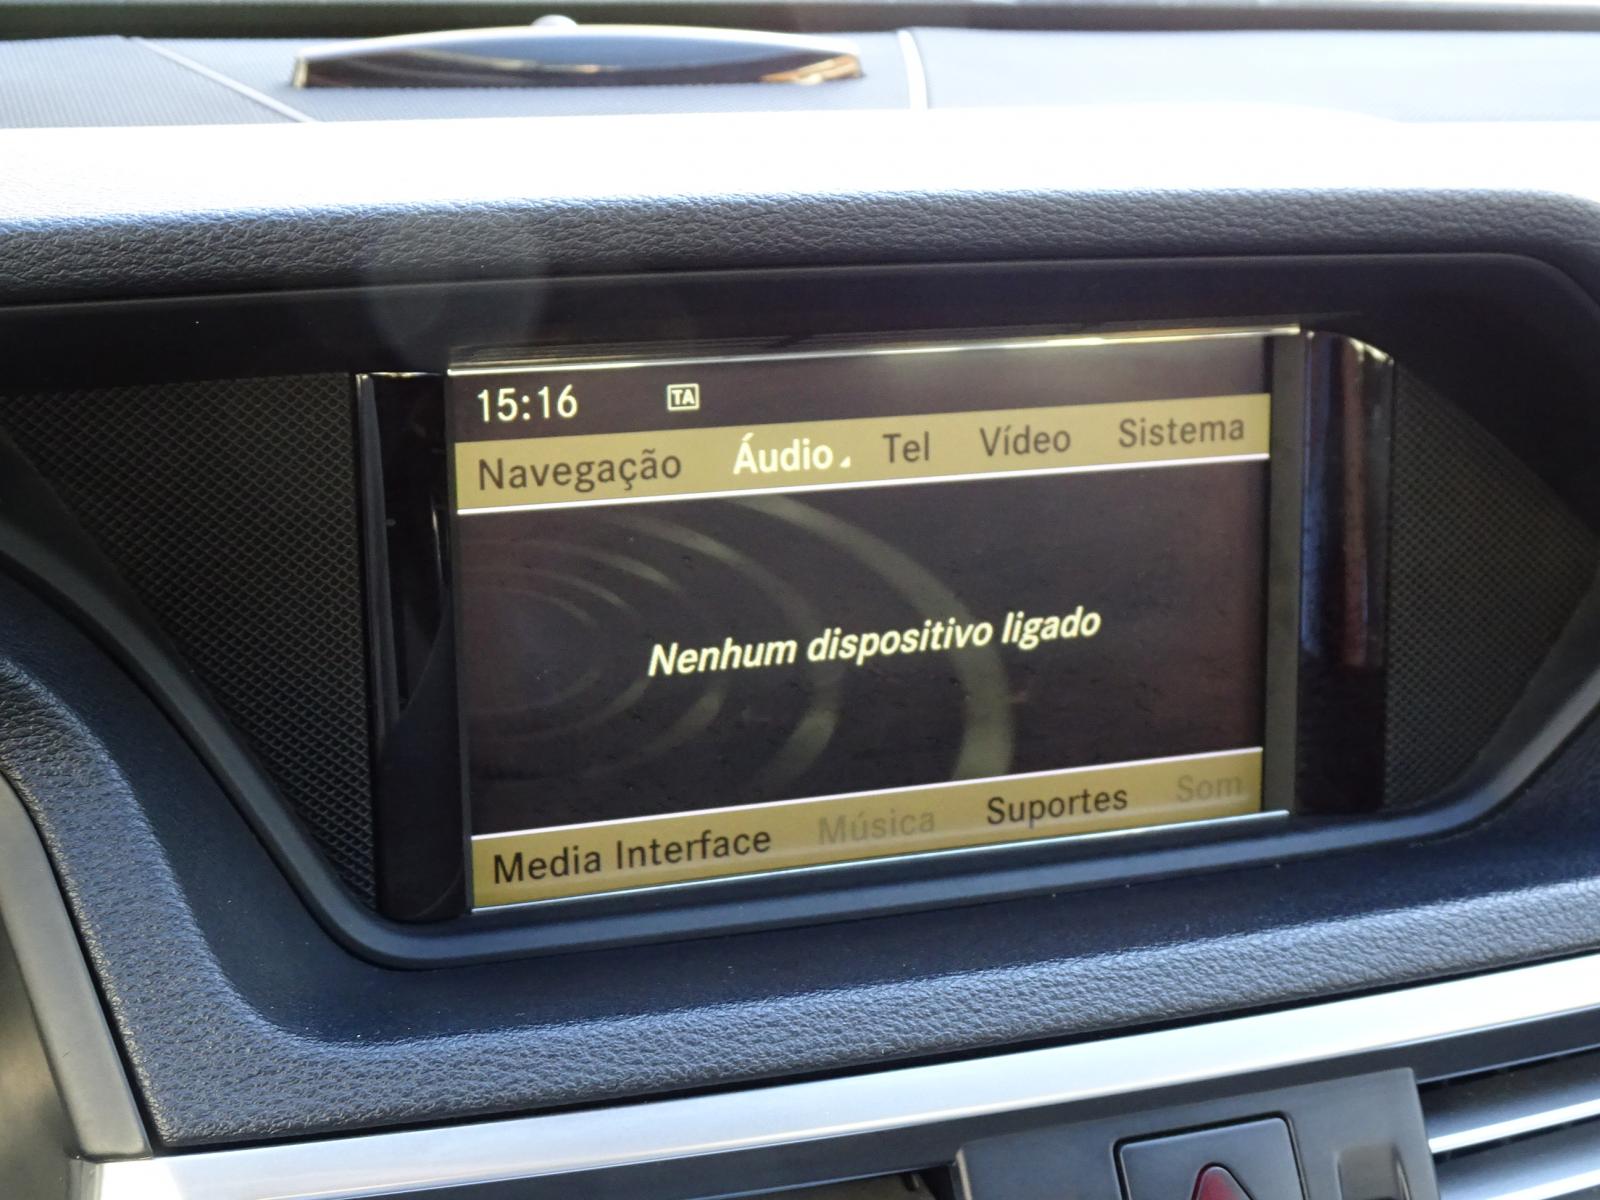 15:16 TA
Navegação Áudio Tel Vídeo Sistema
Nenhum dispositivo ligado
Media Interface Música Suportes Som